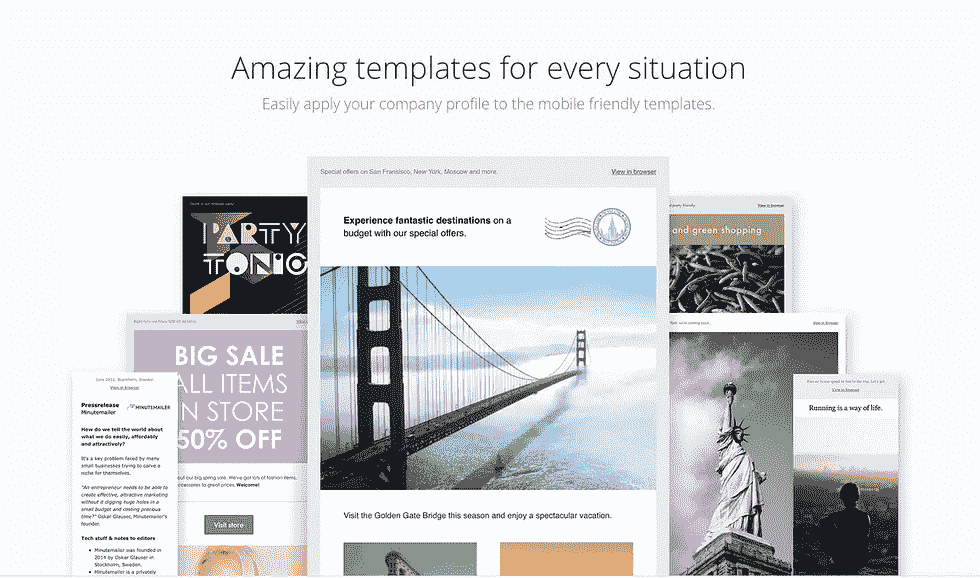 Amazing templates for every situation
Easily apply your company profile to the mobile friendly templates.
Special offers on San Fransisco, New York, Moscow and more.
View in browser
Experience fantastic destinations on a
budget with our special offers.
Visit the Golden Gate Bridge this season and enjoy a spectacular vacation.
PARTY
TONIG
BIG SALE
ALL ITEMS
N STORE
50% OFF
out our big spring sale. We've got lots of fashion items,
accessories to great prices. Welcome!
Visit store
June 2014, Stockholm, Sweden
View in browser
Pressrelease
Minutemailer
MINUTEMAILER
How do we tell the world about
what we do easily, affordably
and attractively?
It's a key problem faced by many
small businesses trying to carve a
niche for themselves.
"An entrepreneur needs to be able to
create effective, attractive marketing
without it digging huge holes in a
small budget and costing precious
time?" Oskar Glauser, Minutemailer's
founder.
Tech stuff & notes to editors
Minutemailer was founded in
2014 by Oskar Glauser in
Stockholm, Sweden.
Minutemailer is a privately
View in browser
and green shopping
View in browser
View in browser
Running is a way of life.